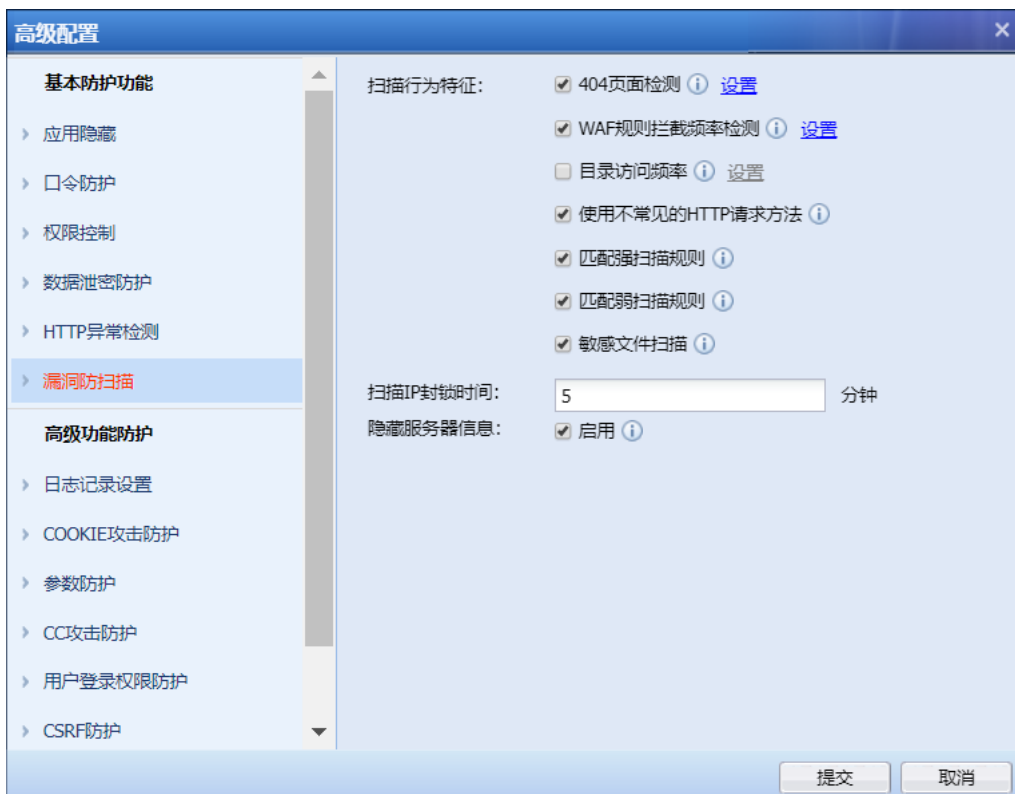 高级配置
基本防护功能
应用隐藏
口令防护
权限控制
数据泄密防护
HTTP异常检测
漏洞防扫描
高级功能防护
日志记录设置
COOKIE攻击防护
参数防护
CC攻击防护
用户登录权限防护
CSRF防护
扫描行为特征:
404页面检测 设置
WAF规则拦截频率检测 设置
目录访问频率 设置
使用不常见的HTTP请求方法
匹配强扫描规则
匹配弱扫描规则
敏感文件扫描
扫描IP封锁时间: 5 分钟
隐藏服务器信息: 启用
提交 取消